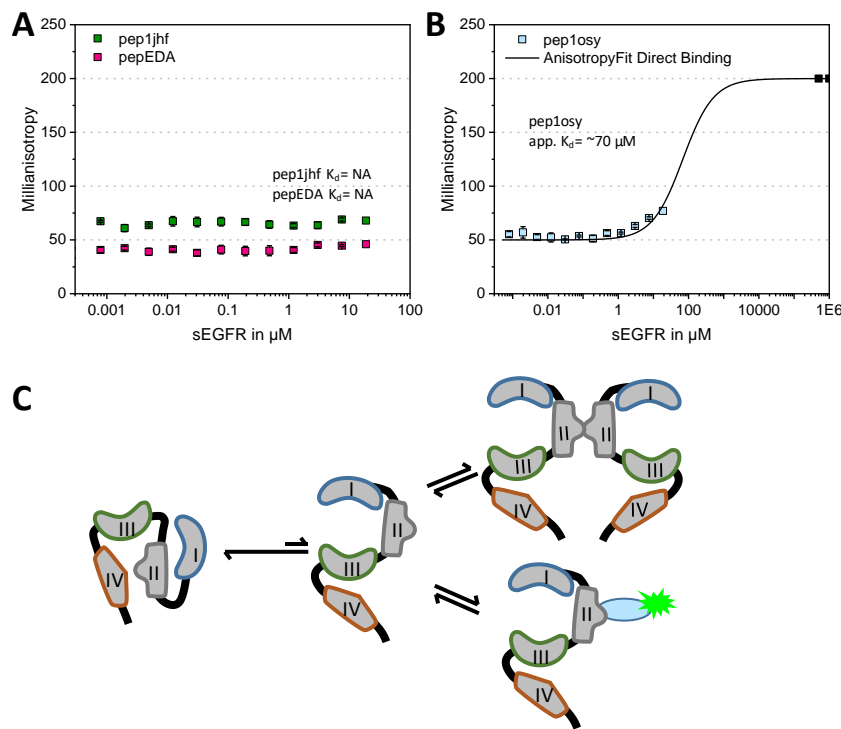 A
250
200
150
100
50
0
Millianisotropy
pep1jhf
pepEDA
pep1jhf Kd= NA
pepEDA Kd= NA
0.001 0.01 0.1 1 10 100
sEGFR in µM
B
250
200
150
100
50
0
Millianisotropy
pep1osy
AnisotropyFit Direct Binding
pep1osy
app. Kd= ~70 µM
0.01 1 100 10000 1E6
sEGFR in µM
C
III
I
II
IV
I
II
III
IV
I
I
II
II
III
III
IV
IV
I
II
III
IV